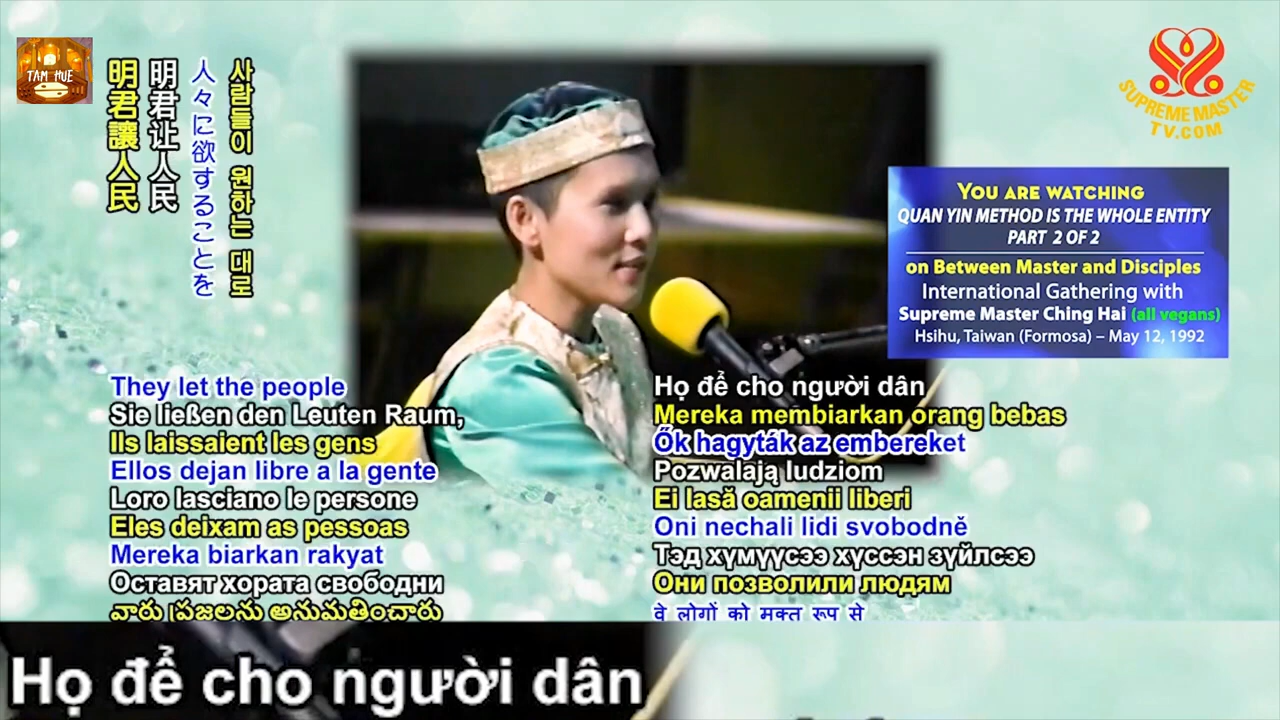 TAM HUE
明君讓人民
明君让人民
人々に欲することを
사람들이 원하는 대로
SUPREME MASTER
TV.COM
YOU ARE WATCHING
QUAN YIN METHOD IS THE WHOLE ENTITY
PART 2 OF 2
on Between Master and Disciples
International Gathering with
Supreme Master Ching Hai (all vegans)
Hsihu, Taiwan (Formosa) – May 12, 1992
They let the people
Sie ließen den Leuten Raum,
Ils laissaient les gens
Ellos dejan libre a la gente
Loro lasciano le persone
Eles deixam as pessoas
Mereka biarkan rakyat
Оставят хората свободни
వారు ప్రజలను అనుమతించారు
Họ để cho người dân
Mereka membiarkan orang bebas
Ők hagyták az embereket
Pozwalają ludziom
Ei lasă oamenii liberi
Oni nechali lidi svobodně
Тэд хүмүүсээ хүссэн зүйлсээ
Они позволили людям
वे लोगों को मुक्त रूप से
Họ để cho người dân